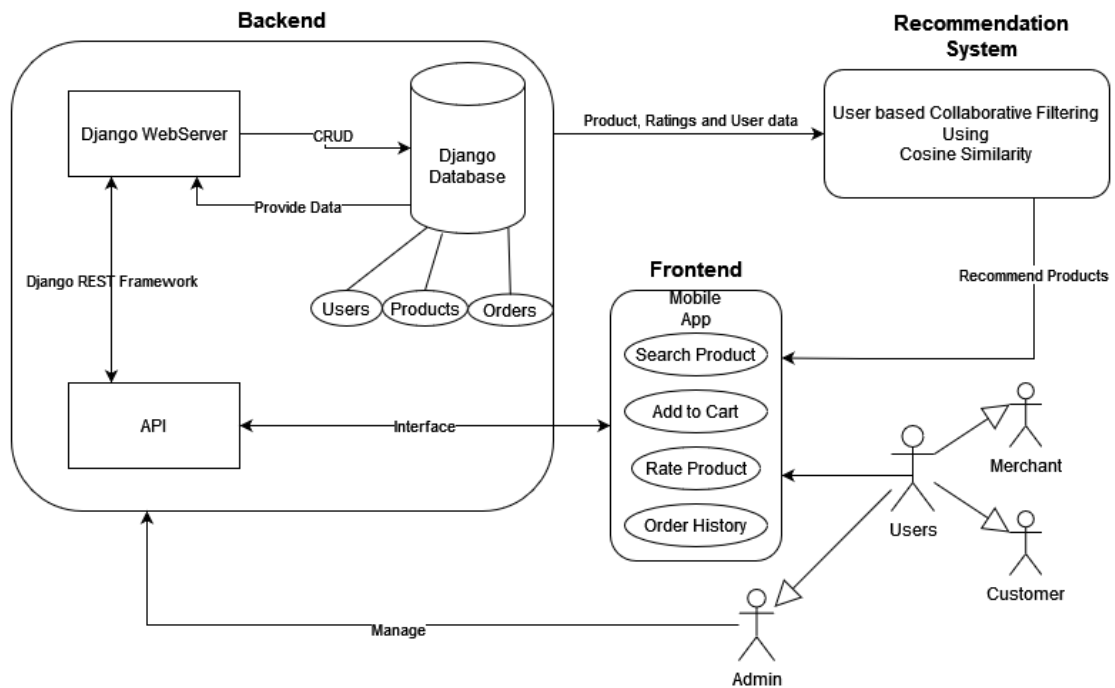 Backend
Recommendation
System
Django WebServer
CRUD
Django
Database
Provide Data
Product, Ratings and User data
User based Collaborative Filtering
Using
Cosine Similarity
Django REST Framework
Users
Products
Orders
Recommend Products
Frontend
Mobile
App
Search Product
Add to Cart
Rate Product
Order History
API
Interface
Merchant
Users
Customer
Manage
Admin